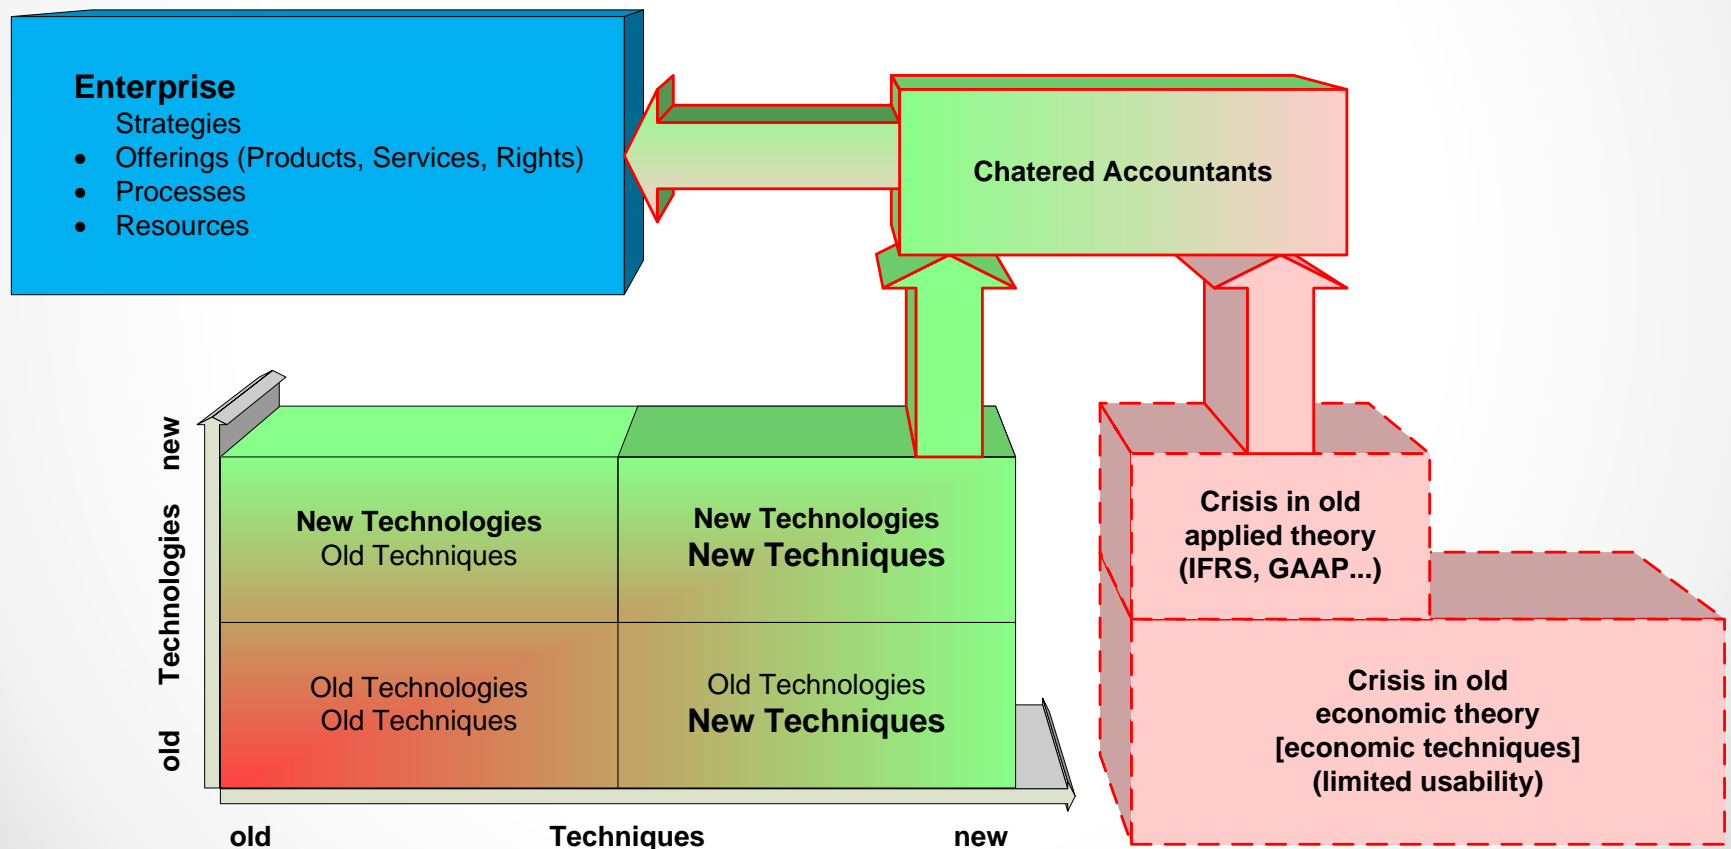 Enterprise
Strategies
• Offerings (Products, Services, Rights)
• Processes
• Resources
Chatered Accountants
New Technologies
Old Techniques
New Technologies
New Techniques
Old Technologies
Old Techniques
Old Technologies
New Techniques
old Technologies new
old Techniques new
Crisis in old
applied theory
(IFRS, GAAP...)
Crisis in old
economic theory
[economic techniques]
(limited usability)